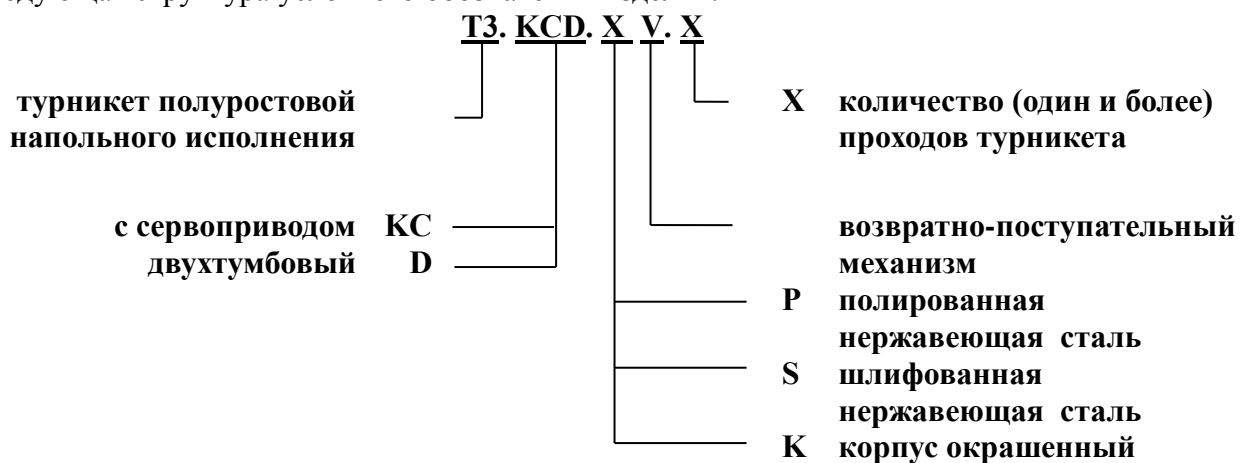 T3. KCD. X V. X
турникет полуростовой
напольного исполнения
X количество (один и более)
проходов турникета
с сервоприводом KC
двухтумбовый D
возвратно-поступательный
механизм
P полированная
нержавеющая сталь
S шлифованная
нержавеющая сталь
K корпус окрашенный